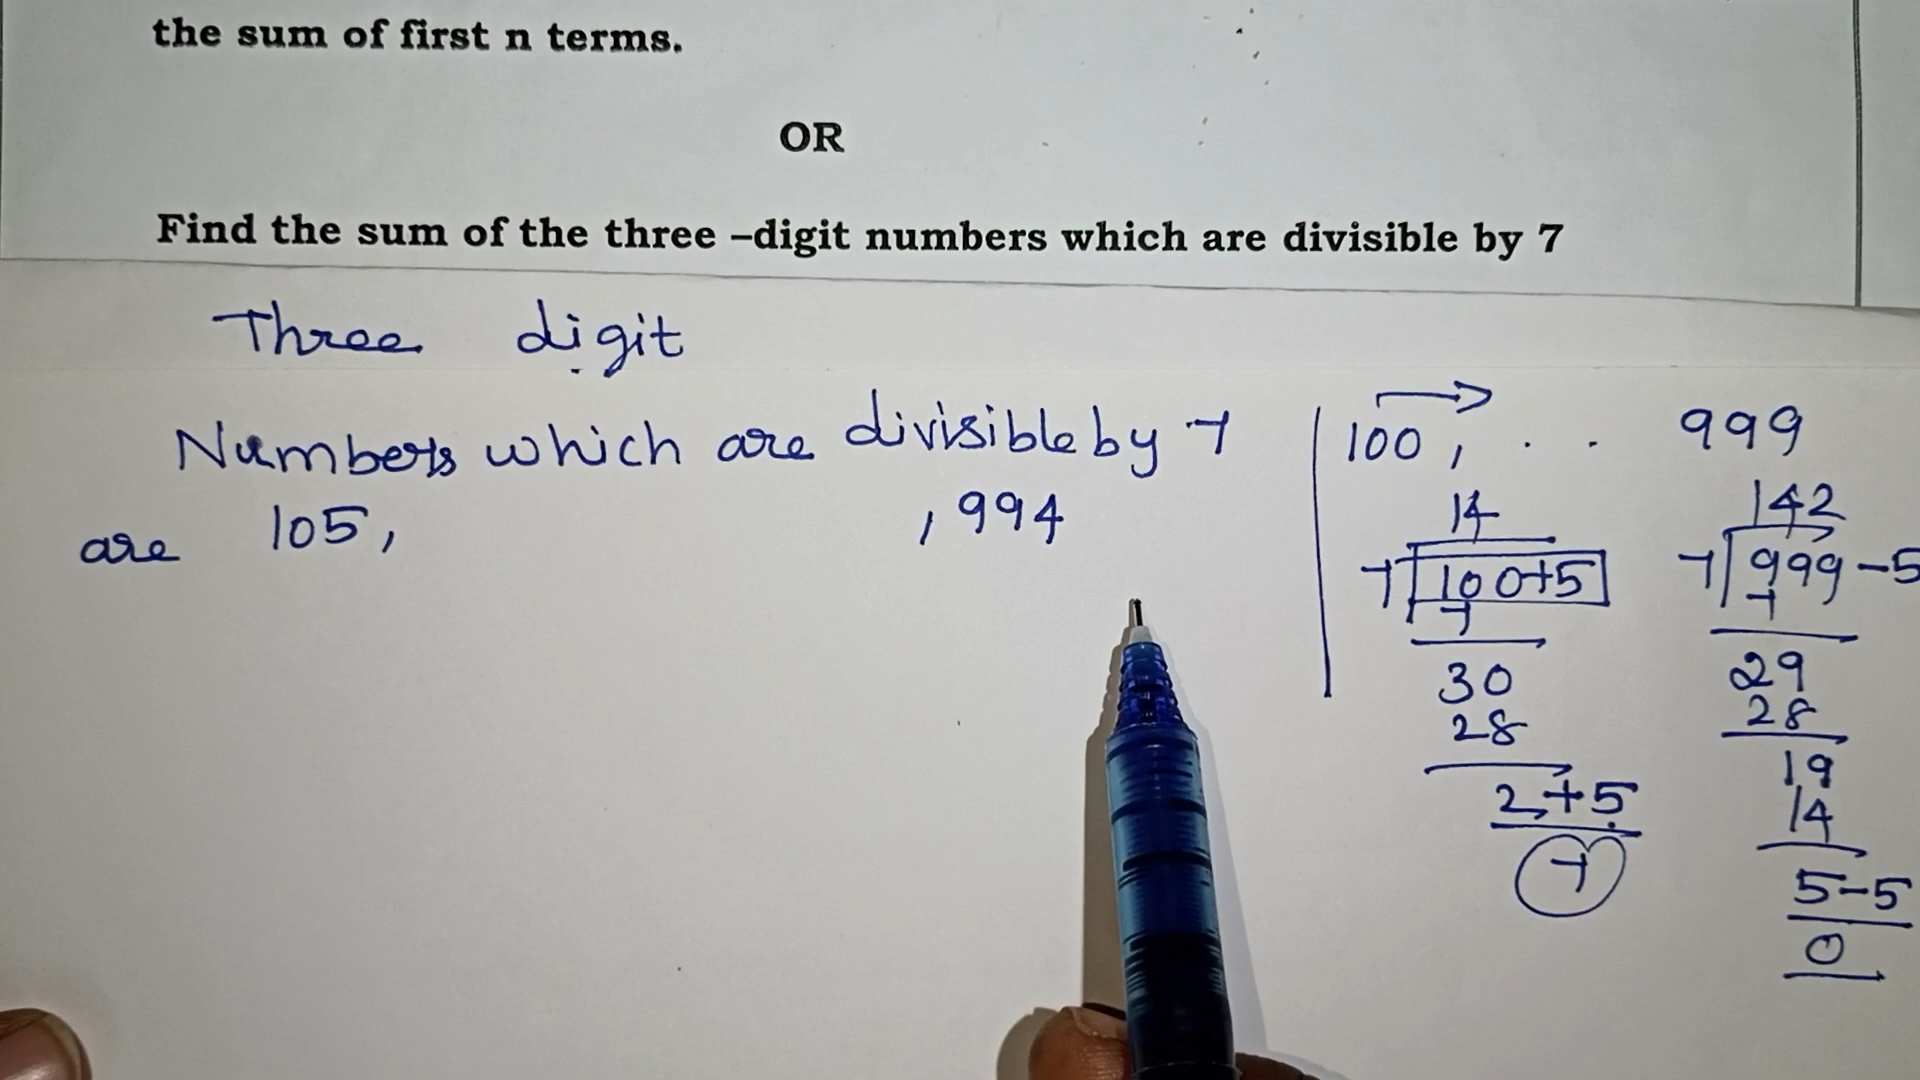 the sum of first n terms.
OR
Find the sum of the three –digit numbers which are divisible by 7
Three digit
Numbers which are divisible by 7
are 105, , 994
100, . . 999
14
7 100+5
7
30
28
2+5
7
142
7 999-5
7
29
28
19
14
5-5
0